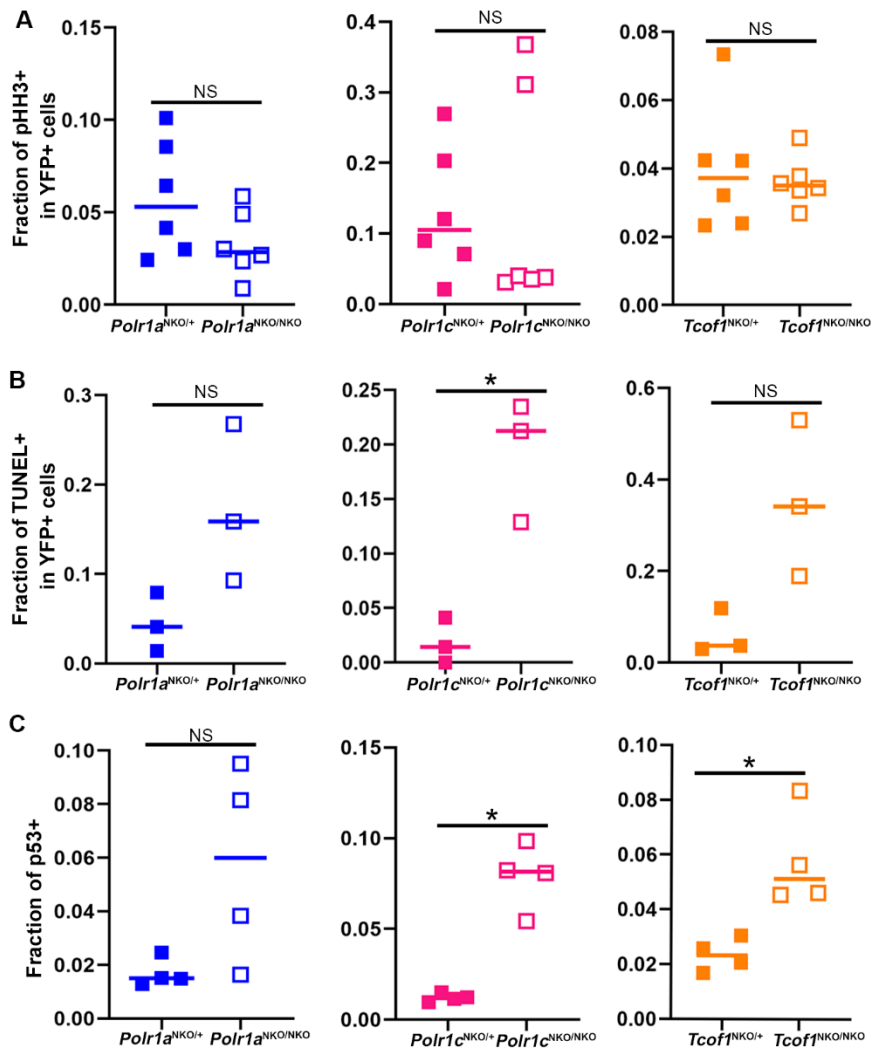 A
Fraction of pHH3+
in YFP+ cells
0.15
0.10
0.05
0.00
NS
Polr1aNKO/+ Polr1aNKO/NKO
0.4
0.3
0.2
0.1
0.0
NS
Polr1cNKO/+ Polr1cNKO/NKO
0.08
0.06
0.04
0.02
0.00
NS
Tcof1NKO/+ Tcof1NKO/NKO
B
Fraction of TUNEL+
in YFP+ cells
0.3
0.2
0.1
0.0
NS
Polr1aNKO/+ Polr1aNKO/NKO
0.25
0.20
0.15
0.10
0.05
0.00
*
Polr1cNKO/+ Polr1cNKO/NKO
0.6
0.4
0.2
0.0
NS
Tcof1NKO/+ Tcof1NKO/NKO
C
Fraction of p53+
0.10
0.08
0.06
0.04
0.02
0.00
NS
Polr1aNKO/+ Polr1aNKO/NKO
0.15
0.10
0.05
0.00
*
Polr1cNKO/+ Polr1cNKO/NKO
0.10
0.08
0.06
0.04
0.02
0.00
*
Tcof1NKO/+ Tcof1NKO/NKO